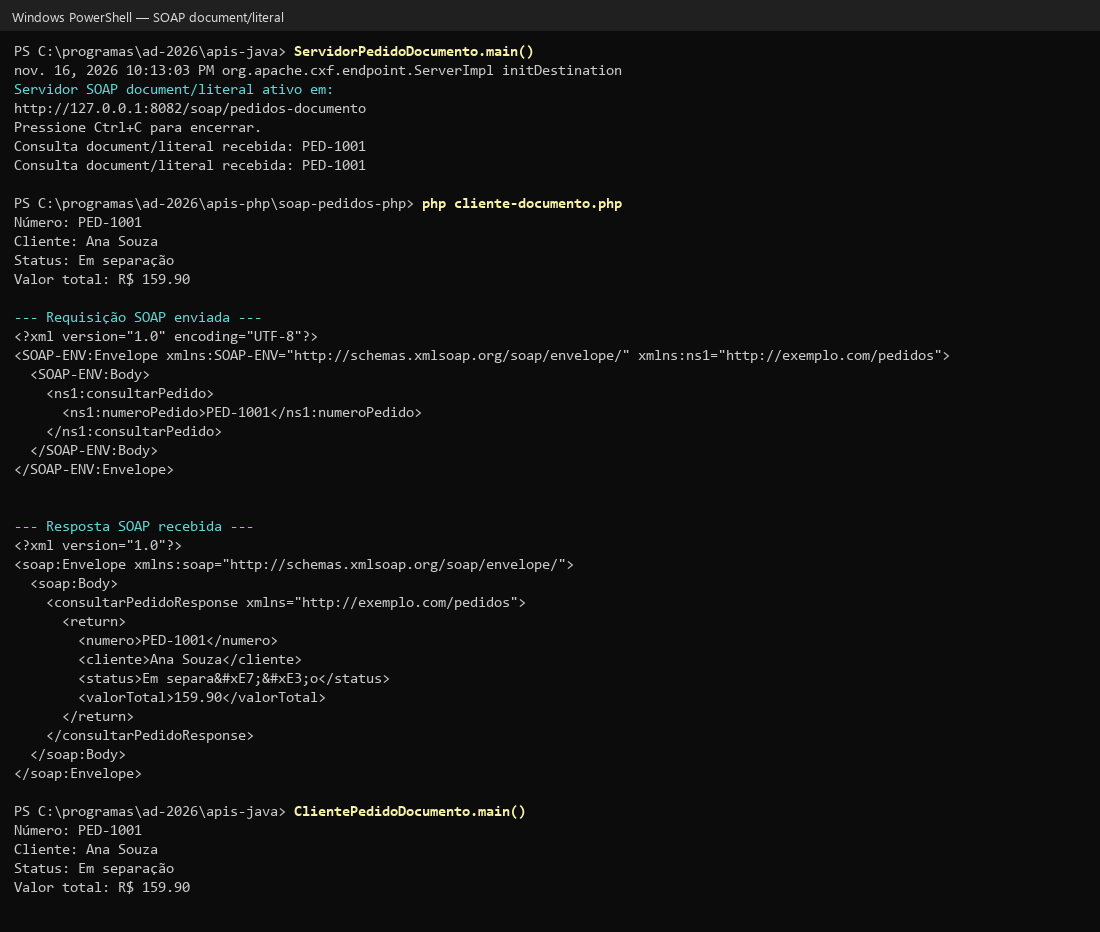 Windows PowerShell — SOAP document/literal
PS C:\programas\ad-2026\apis-java> ServidorPedidoDocumento.main()
nov. 16, 2026 10:13:03 PM org.apache.cxf.endpoint.ServerImpl initDestination
Servidor SOAP document/literal ativo em:
http://127.0.0.1:8082/soap/pedidos-documento
Pressione Ctrl+C para encerrar.
Consulta document/literal recebida: PED-1001
Consulta document/literal recebida: PED-1001
PS C:\programas\ad-2026\apis-php\soap-pedidos-php> php cliente-documento.php
Número: PED-1001
Cliente: Ana Souza
Status: Em separação
Valor total: R$ 159.90
--- Requisição SOAP enviada ---
<?xml version="1.0" encoding="UTF-8"?>
<SOAP-ENV:Envelope xmlns:SOAP-ENV="http://schemas.xmlsoap.org/soap/envelope/" xmlns:ns1="http://exemplo.com/pedidos">
  <SOAP-ENV:Body>
    <ns1:consultarPedido>
      <ns1:numeroPedido>PED-1001</ns1:numeroPedido>
    </ns1:consultarPedido>
  </SOAP-ENV:Body>
</SOAP-ENV:Envelope>
--- Resposta SOAP recebida ---
<?xml version="1.0"?>
<soap:Envelope xmlns:soap="http://schemas.xmlsoap.org/soap/envelope/">
  <soap:Body>
    <consultarPedidoResponse xmlns="http://exemplo.com/pedidos">
      <return>
        <numero>PED-1001</numero>
        <cliente>Ana Souza</cliente>
        <status>Em separa&#xE7;&#xE3;o</status>
        <valorTotal>159.90</valorTotal>
      </return>
    </consultarPedidoResponse>
  </soap:Body>
</soap:Envelope>
PS C:\programas\ad-2026\apis-java> ClientePedidoDocumento.main()
Número: PED-1001
Cliente: Ana Souza
Status: Em separação
Valor total: R$ 159.90